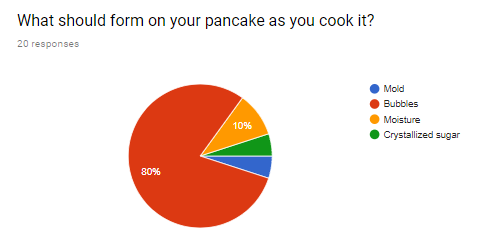 What should form on your pancake as you cook it?
20 responses
Mold
Bubbles
Moisture
Crystallized sugar
10%
80%